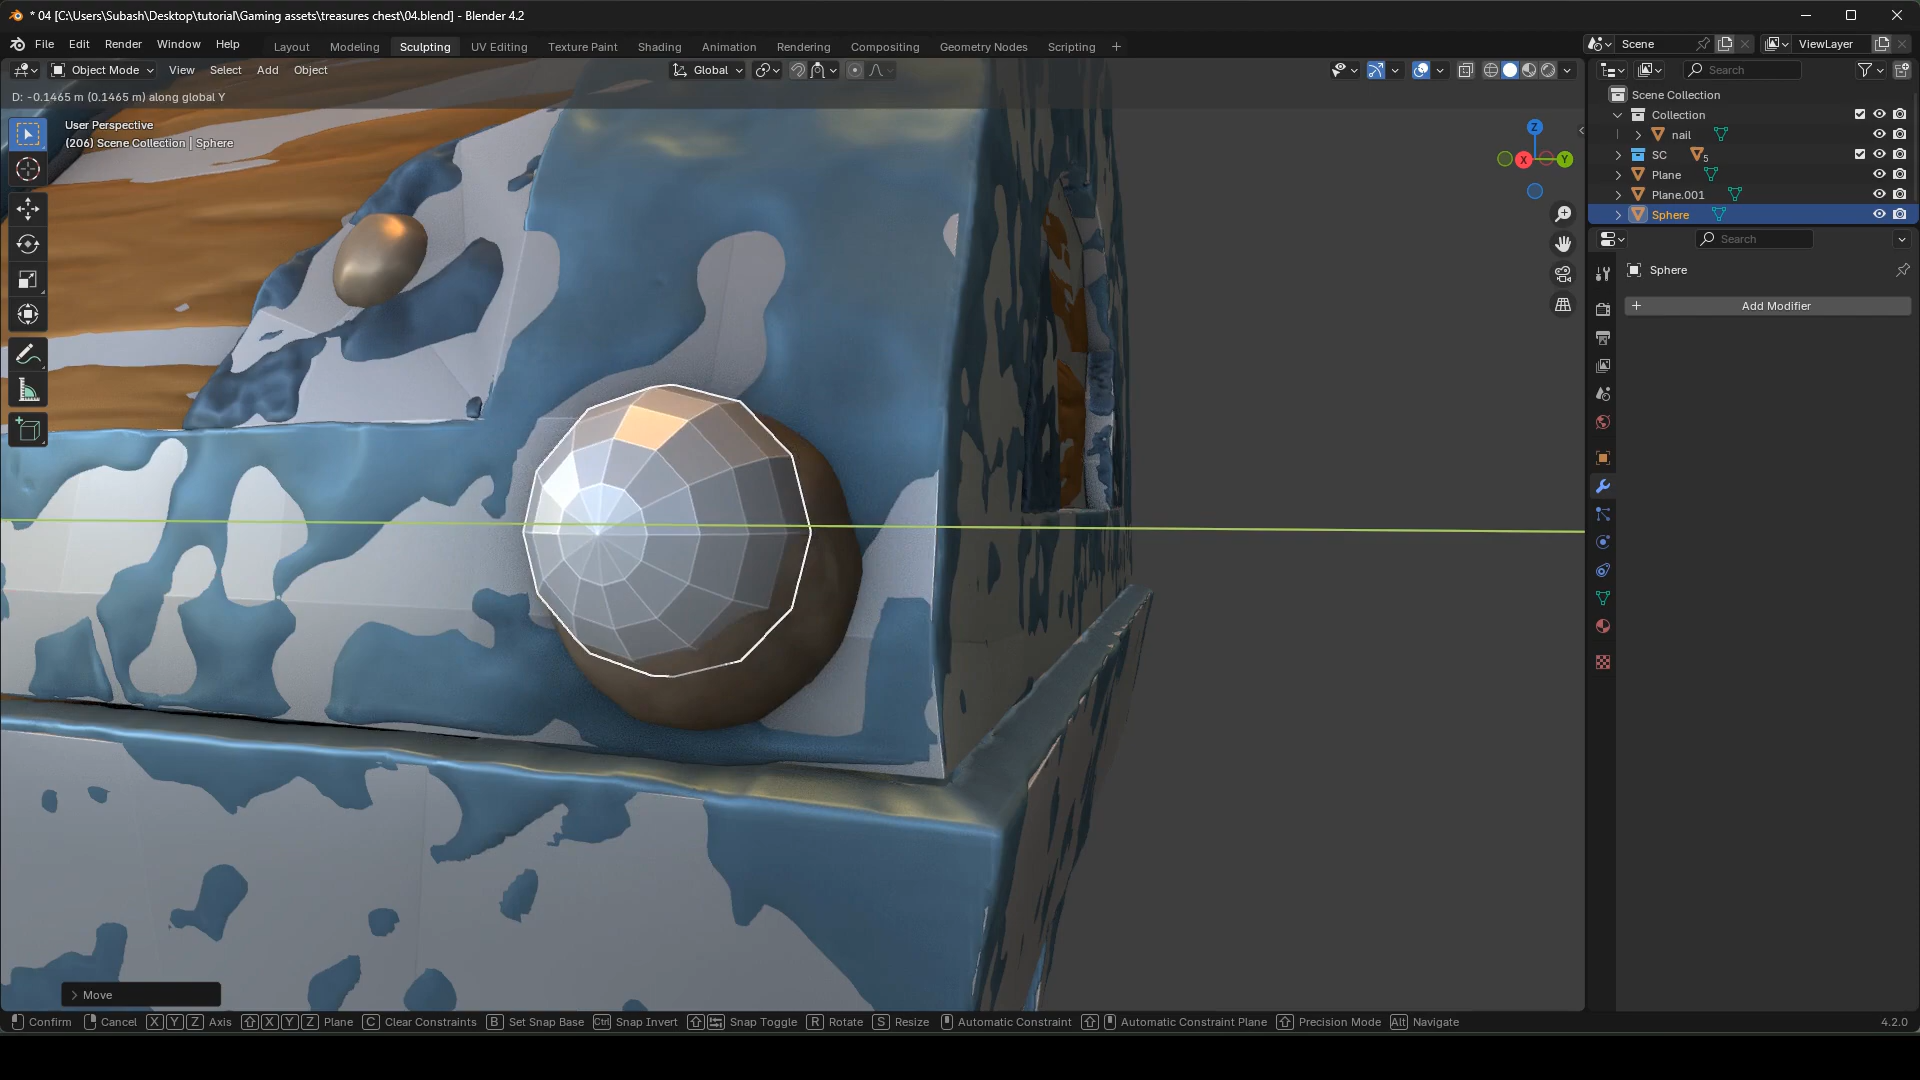 * 04 [C:\Users\Subash\Desktop\tutorial\Gaming assets\treasures chest\04.blend] - Blender 4.2
File Edit Render Window Help Layout Modeling Sculpting UV Editing Texture Paint Shading Animation Rendering Compositing Geometry Nodes Scripting + Scene ViewLayer
Object Mode View Select Add Object Global Search
D: -0.1465 m (0.1465 m) along global Y
Scene Collection
User Perspective
(206) Scene Collection | Sphere
Collection
nail
SC 5
Plane
Plane.001
Sphere
Z
X Y
Search
Sphere
+ Add Modifier
> Move
Confirm Cancel X Y Z Axis X Y Z Plane C Clear Constraints B Set Snap Base Ctrl Snap Invert Snap Toggle R Rotate S Resize Automatic Constraint Automatic Constraint Plane Precision Mode Alt Navigate 4.2.0